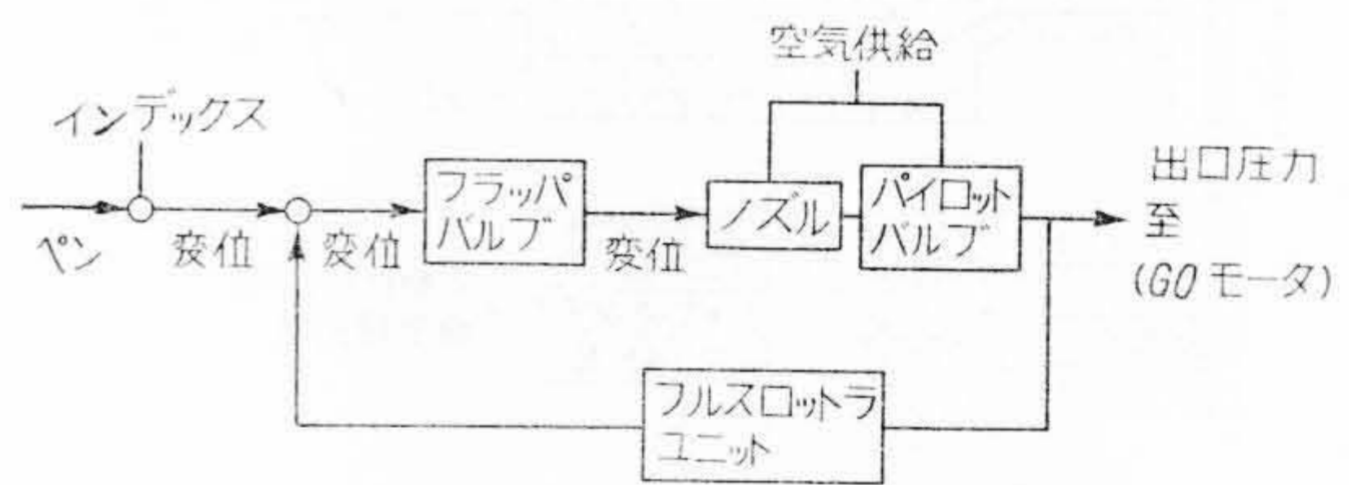 空気供給
インデックス
出口圧力
フラッパ
バルブ
ノズル
パイロット
バルブ
至
ペン
変位
変位
変位
(GOモータ)
フルスロットラ
ユニット